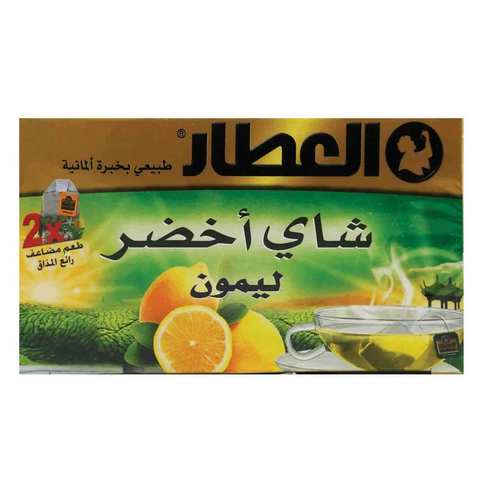 العطار®
طبيعي بخبرة ألمانية
شاي أخضر
ليمون
2x
طعم مضاعف
رائع المذاق